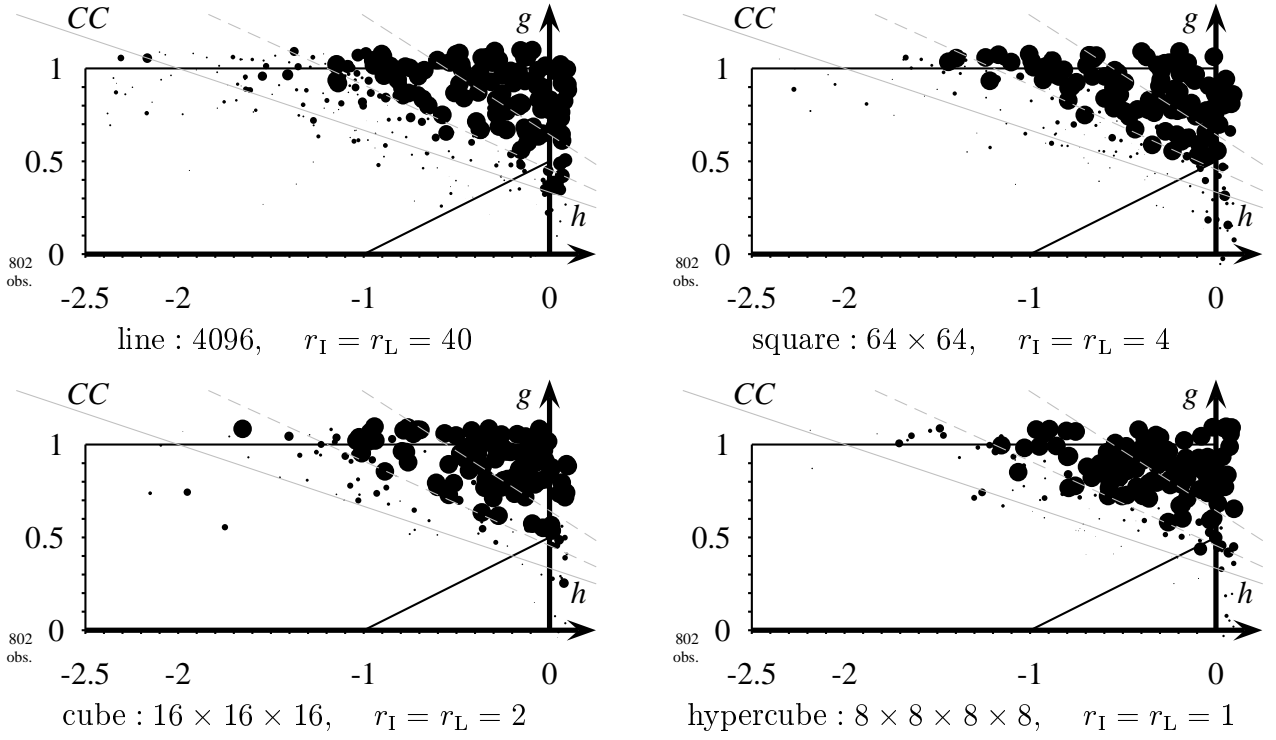 CC g
1
0.5
h
0
802
obs.
-2.5 -2 -1 0
line : 4096, r_I = r_L = 40
CC g
1
0.5
h
0
802
obs.
-2.5 -2 -1 0
square : 64 × 64, r_I = r_L = 4
CC g
1
0.5
h
0
802
obs.
-2.5 -2 -1 0
cube : 16 × 16 × 16, r_I = r_L = 2
CC g
1
0.5
h
0
802
obs.
-2.5 -2 -1 0
hypercube : 8 × 8 × 8 × 8, r_I = r_L = 1